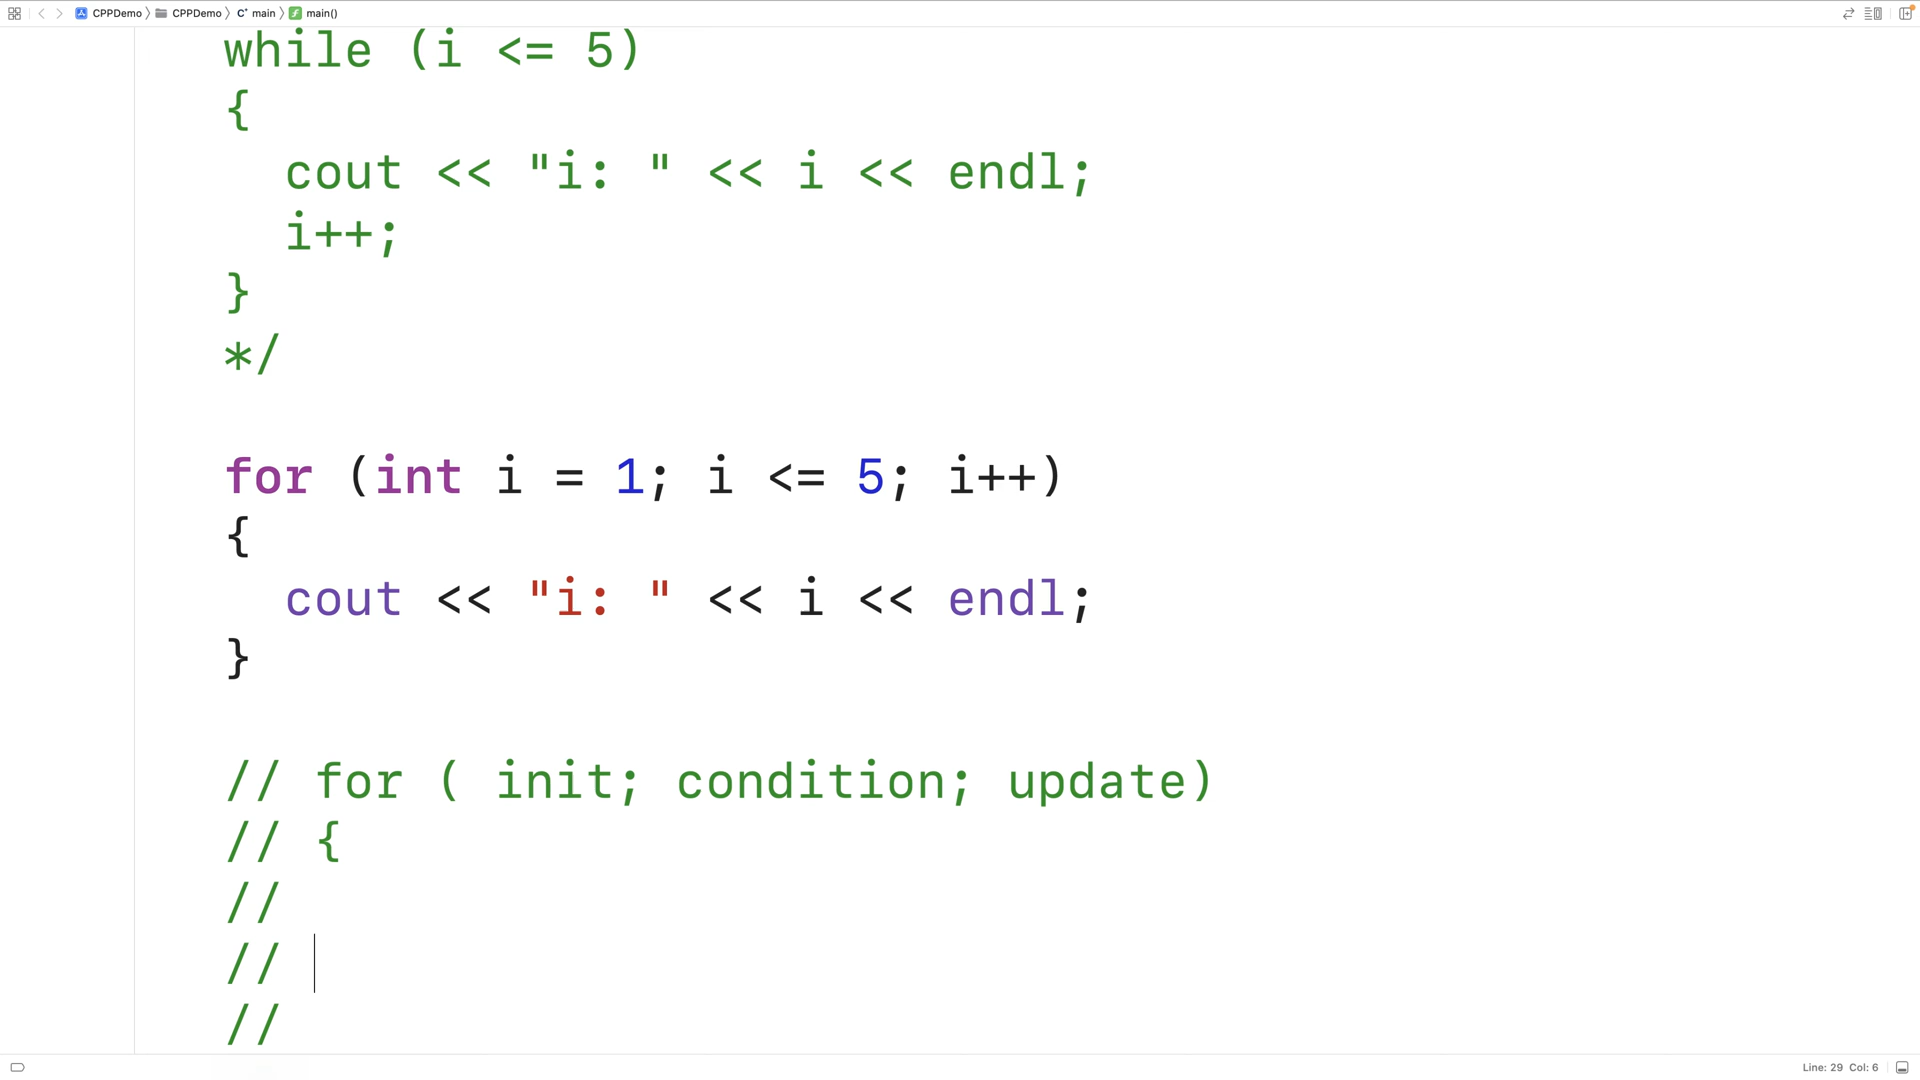 CPPDemo 〉 CPPDemo 〉 C+ main 〉 f main()
while (i <= 5)
{
cout << "i: " << i << endl;
i++;
}
*/
for (int i = 1; i <= 5; i++)
{
cout << "i: " << i << endl;
}
// for ( init; condition; update)
// {
//
//
//
Line: 29 Col: 6